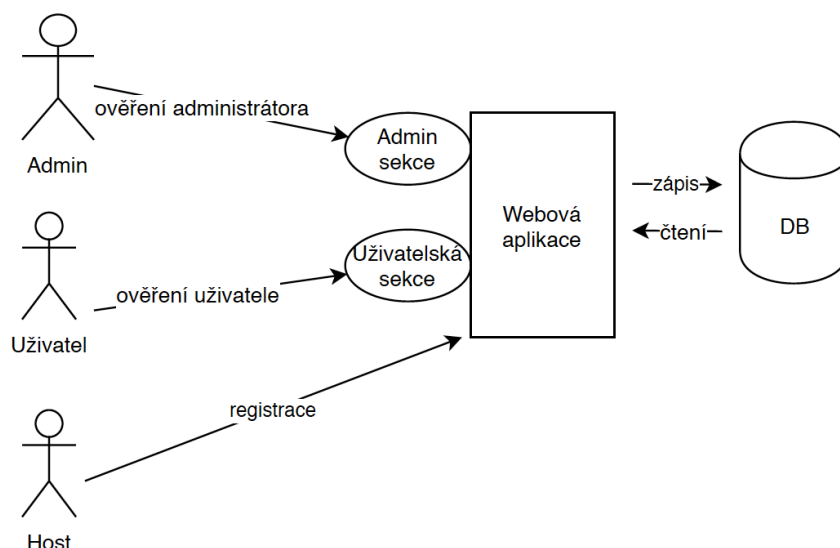 ověření administrátora
Admin
Admin
sekce
Webová
aplikace
zápis
čtení
DB
Uživatelská
sekce
ověření uživatele
Uživatel
registrace
Host